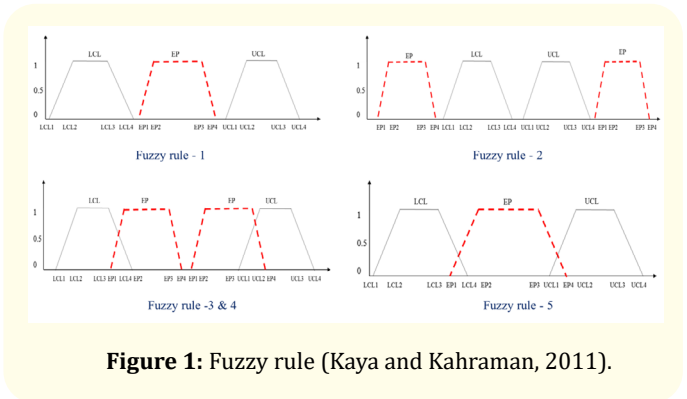 LCL EP UCL
1
0.5
0
LCL1 LCL2 LCL3 LCL4 EP1 EP2 EP3 EP4 UCL1 UCL2 UCL3 UCL4
Fuzzy rule - 1
EP LCL UCL EP
1
0.5
0
EP1 EP2 EP3 EP4 LCL1 LCL2 LCL3 LCL4 UCL1 UCL2 UCL3 UCL4 EP1 EP2 EP3 EP4
Fuzzy rule - 2
LCL EP EP UCL
1
0.5
0
LCL1 LCL2 LCL3 EP1 LCL4 EP2 EP3 EP4 EP1 EP2 EP3 UCL1 UCL2 EP4 UCL3 UCL4
Fuzzy rule -3 & 4
LCL EP UCL
1
0.5
0
LCL1 LCL2 LCL3 EP1 LCL4 EP2 EP3 UCL1 EP4 UCL2 UCL3 UCL4
Fuzzy rule - 5
Figure 1: Fuzzy rule (Kaya and Kahraman, 2011).